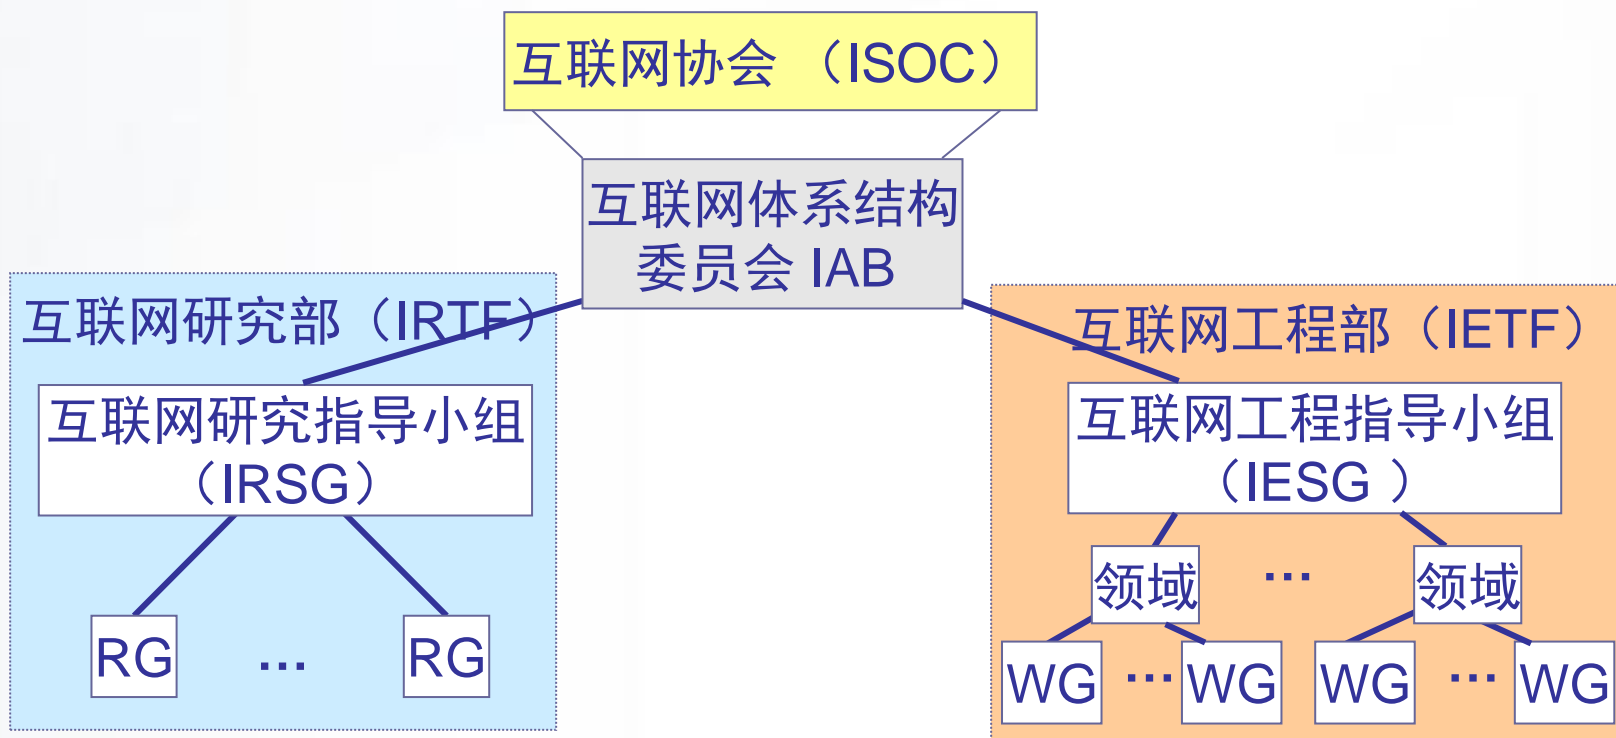 互联网协会 （ISOC）
互联网体系结构
委员会 IAB
互联网研究部（IRTF）
互联网研究指导小组
（IRSG）
RG … RG
互联网工程部（IETF）
互联网工程指导小组
（IESG ）
领域 … 领域
WG … WG WG … WG